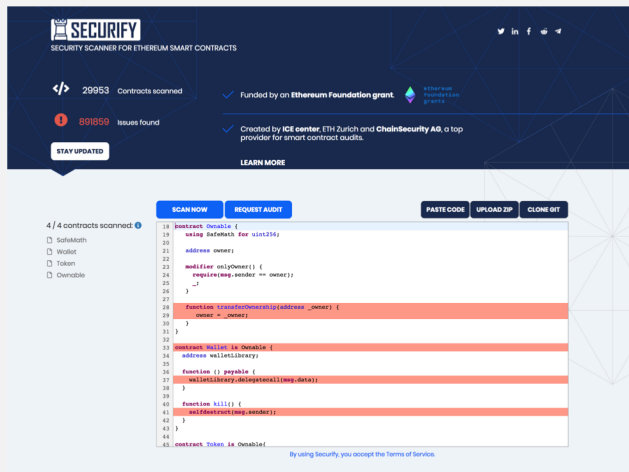 SECURIFY
SECURITY SCANNER FOR ETHEREUM SMART CONTRACTS
29953 Contracts scanned
891859 Issues found
STAY UPDATED
Funded by an Ethereum Foundation grant.
ethereum
foundation
grants
Created by ICE center, ETH Zurich and ChainSecurity AG, a top
provider for smart contract audits.
LEARN MORE
SCAN NOW
REQUEST AUDIT
PASTE CODE
UPLOAD ZIP
CLONE GIT
4 / 4 contracts scanned:
SafeMath
Wallet
Token
Ownable
18 contract Ownable {
19 using SafeMath for uint256;
20
21 address owner;
22
23 modifier onlyOwner() {
24 require(msg.sender == owner);
25 _;
26 }
27
28 function transferOwnership(address _owner) {
29 owner = _owner;
30 }
31 }
32
33 contract Wallet is Ownable {
34 address walletLibrary;
35
36 function () payable {
37 walletLibrary.delegatecall(msg.data);
38 }
39
40 function kill() {
41 selfdestruct(msg.sender);
42 }
43 }
44
45 contract Token is Ownable{
By using Securify, you accept the Terms of Service.